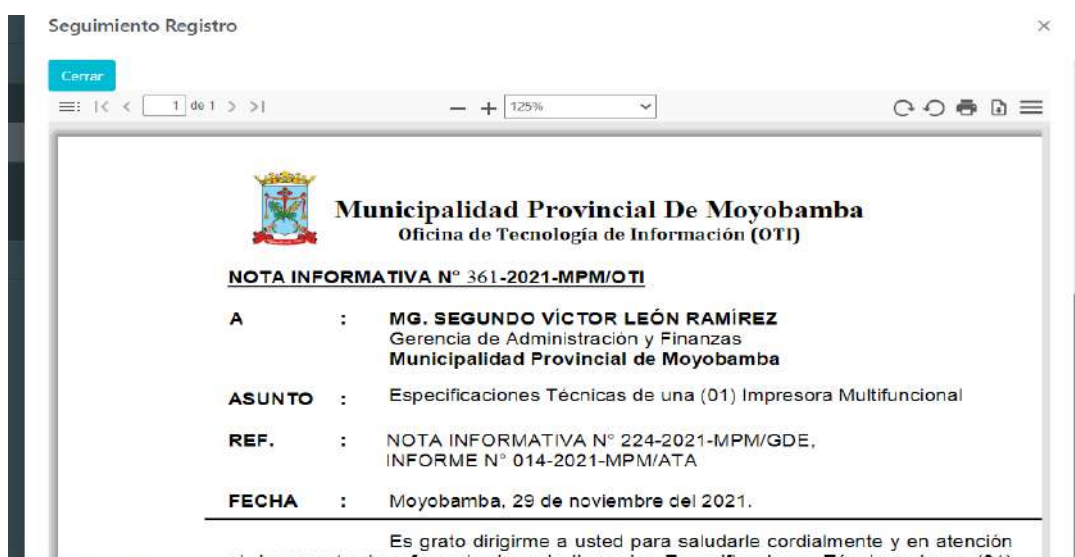 Seguimiento Registro
Cerrar
1 de 1
125%
Municipalidad Provincial De Moyobamba
Oficina de Tecnología de Información (OTI)
NOTA INFORMATIVA N° 361-2021-MPM/OTI
A : MG. SEGUNDO VÍCTOR LEÓN RAMÍREZ
Gerencia de Administración y Finanzas
Municipalidad Provincial de Moyobamba
ASUNTO : Especificaciones Técnicas de una (01) Impresora Multifuncional
REF. : NOTA INFORMATIVA N° 224-2021-MPM/GDE,
INFORME N° 014-2021-MPM/ATA
FECHA : Moyobamba, 29 de noviembre del 2021.
Es grato dirigirme a usted para saludarle cordialmente y en atención